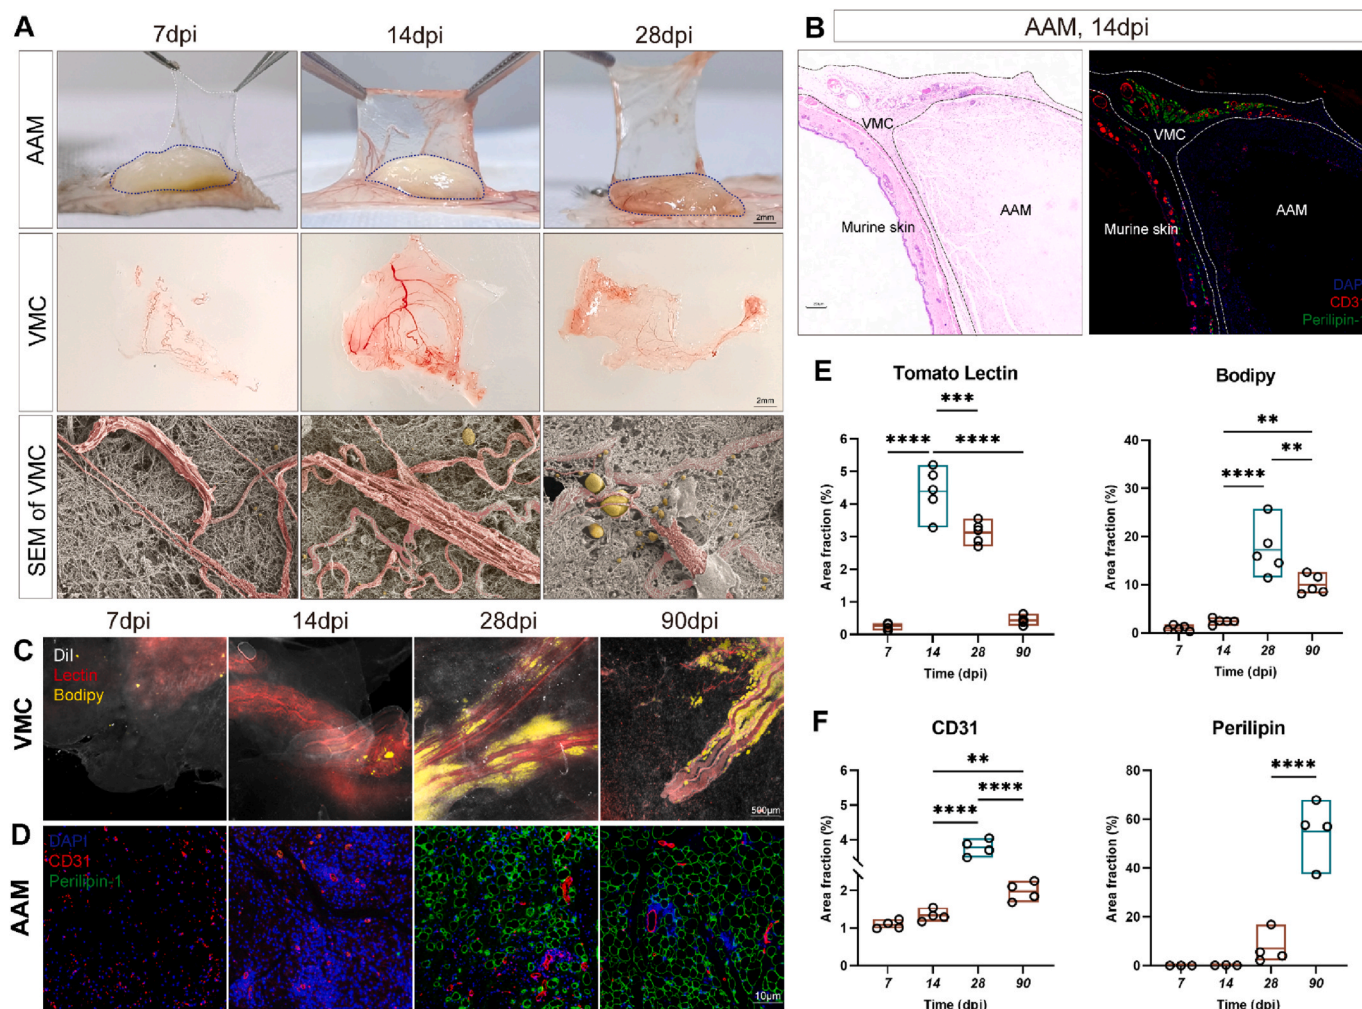 A
7dpi
14dpi
28dpi
AAM
2mm
VMC
2mm
SEM of VMC
B
AAM, 14dpi
VMC
Murine skin
AAM
VMC
Murine skin
AAM
DAP
CD3
Perilipin-
7dpi
14dpi
28dpi
90dpi
C
VMC
DiI
Lectin
Bodipy
500μm
D
AAM
DAPI
CD31
Perilipin-1
10μm
E
Tomato Lectin
Area fraction (%)
6
5
4
3
2
1
0
**** *** ****
7 14 28 90
Time (dpi)
Bodipy
Area fraction (%)
40
30
20
10
0
**** ** **
7 14 28 90
Time (dpi)
F
CD31
Area fraction (%)
6
5
4
2
1
0
**** ** ****
7 14 28 90
Time (dpi)
Perilipin
Area fraction (%)
80
60
40
20
0
****
7 14 28 90
Time (dpi)